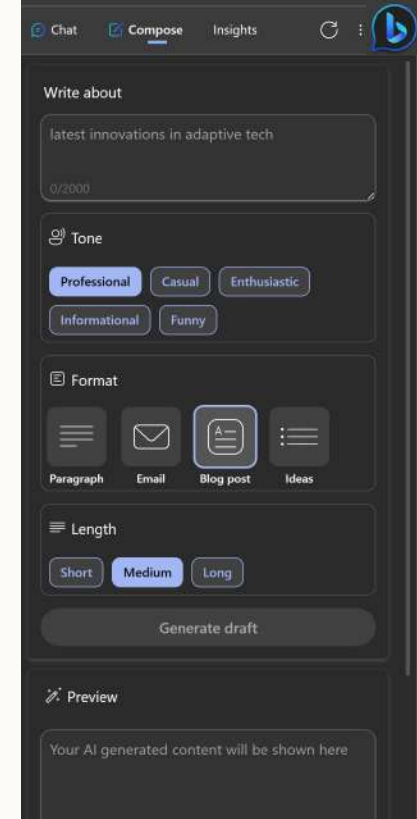 Chat Compose Insights
Write about
latest innovations in adaptive tech
0/2000
Tone
Professional Casual Enthusiastic
Informational Funny
Format
Paragraph Email Blog post Ideas
Length
Short Medium Long
Generate draft
Preview
Your AI generated content will be shown here